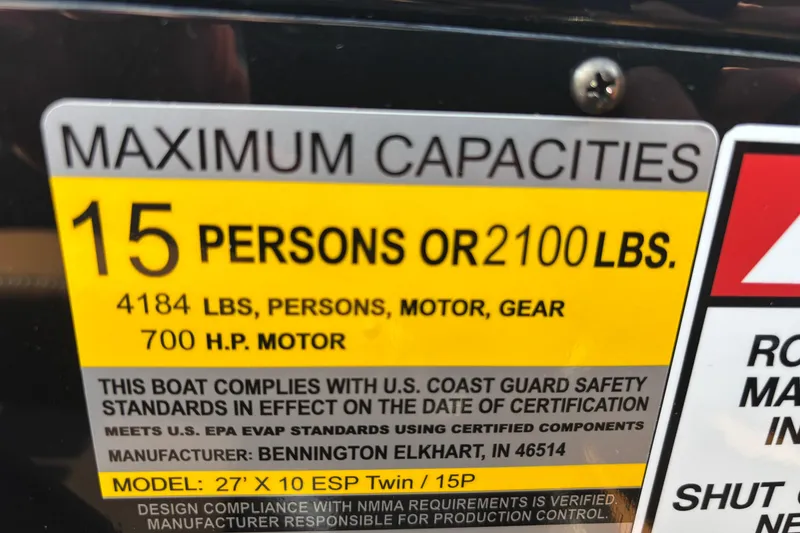 MAXIMUM CAPACITIES
15 PERSONS OR 2100 LBS.
4184 LBS, PERSONS, MOTOR, GEAR
700 H.P. MOTOR
THIS BOAT COMPLIES WITH U.S. COAST GUARD SAFETY
STANDARDS IN EFFECT ON THE DATE OF CERTIFICATION
MEETS U.S. EPA EVAP STANDARDS USING CERTIFIED COMPONENTS
MANUFACTURER: BENNINGTON ELKHART, IN 46514
MODEL: 27' X 10 ESP Twin / 15P
DESIGN COMPLIANCE WITH NMMA REQUIREMENTS IS VERIFIED.
MANUFACTURER RESPONSIBLE FOR PRODUCTION CONTROL.
SHUT